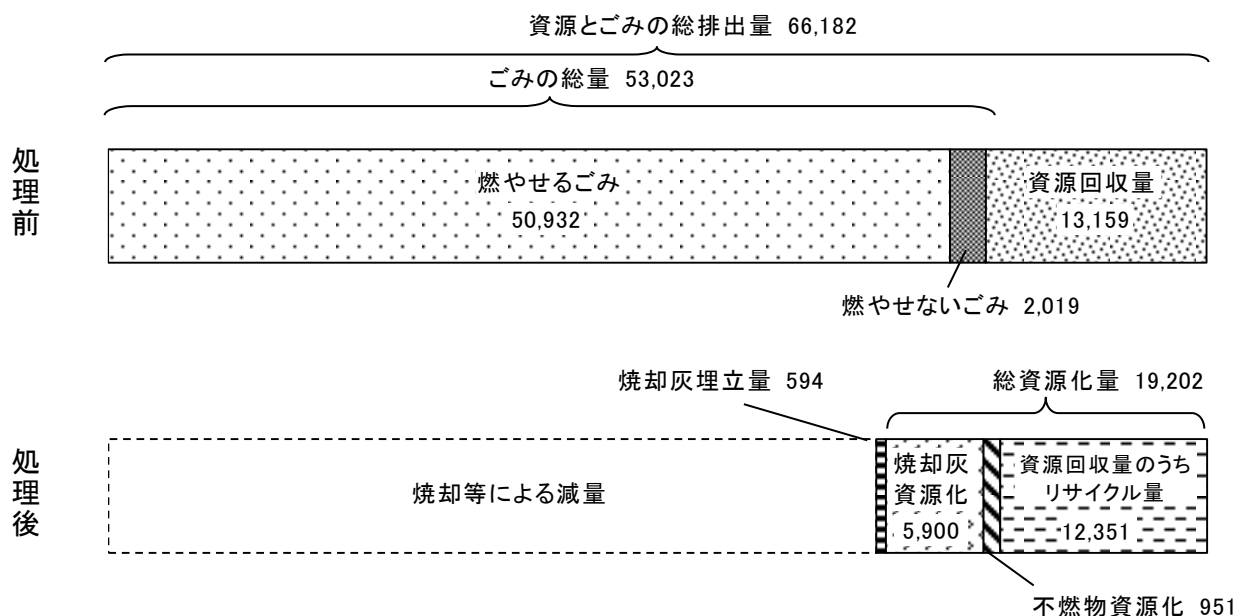 資源とごみの総排出量 66,182
ごみの総量 53,023
処理前
燃やせるごみ
50,932
資源回収量
13,159
燃やせないごみ 2,019
焼却灰埋立量 594
総資源化量 19,202
処理後
焼却等による減量
焼却灰
資源化
5,900
資源回収量のうち
リサイクル量
12,351
不燃物資源化 951